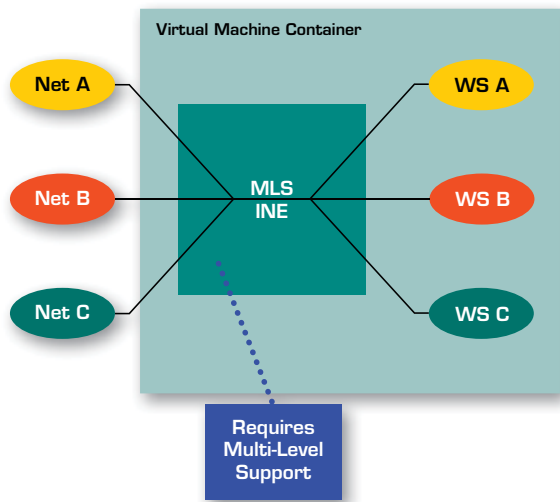 Virtual Machine Container
Net A
WS A
MLS
INE
Net B
WS B
Net C
WS C
Requires
Multi-Level
Support